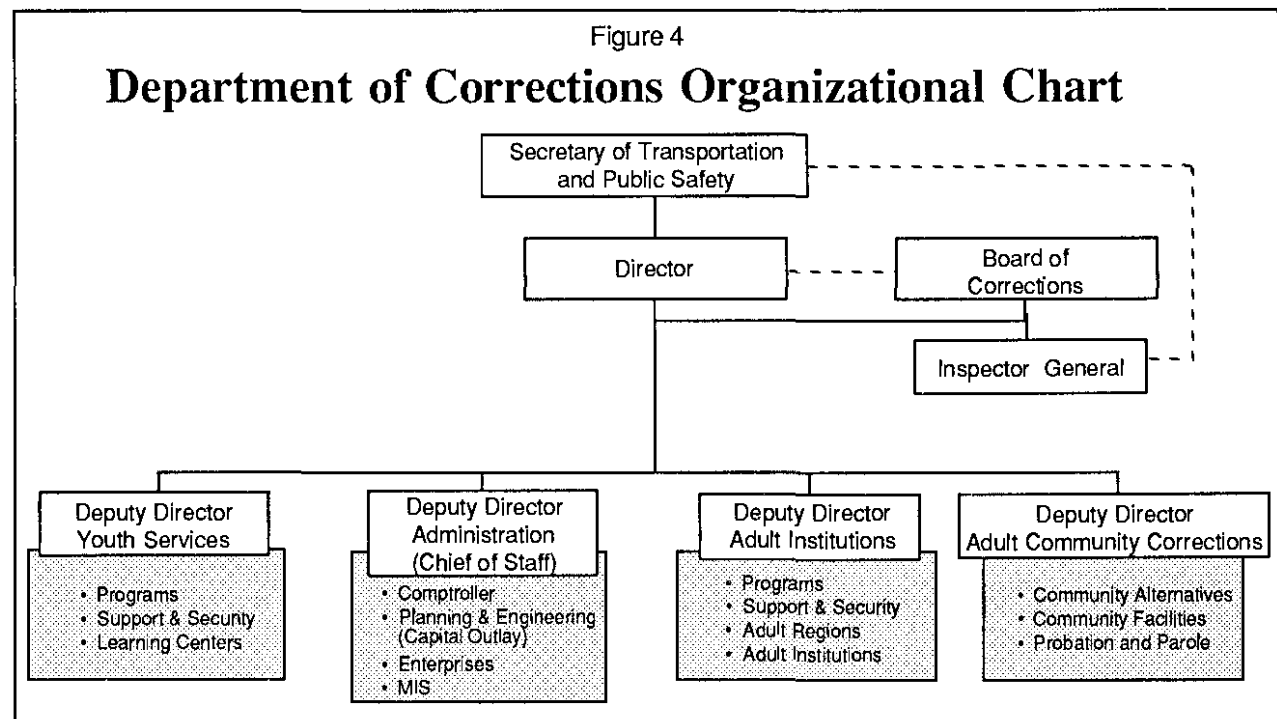 Figure 4
Department of Corrections Organizational Chart
Secretary of Transportation
and Public Safety
Director
Board of
Corrections
Inspector General
Deputy Director
Youth Services
• Programs
• Support & Security
• Learning Centers
Deputy Director
Administration
(Chief of Staff)
• Comptroller
• Planning & Engineering
(Capital Outlay)
• Enterprises
• MIS
Deputy Director
Adult Institutions
• Programs
• Support & Security
• Adult Regions
• Adult Institutions
Deputy Director
Adult Community Corrections
• Community Alternatives
• Community Facilities
• Probation and Parole